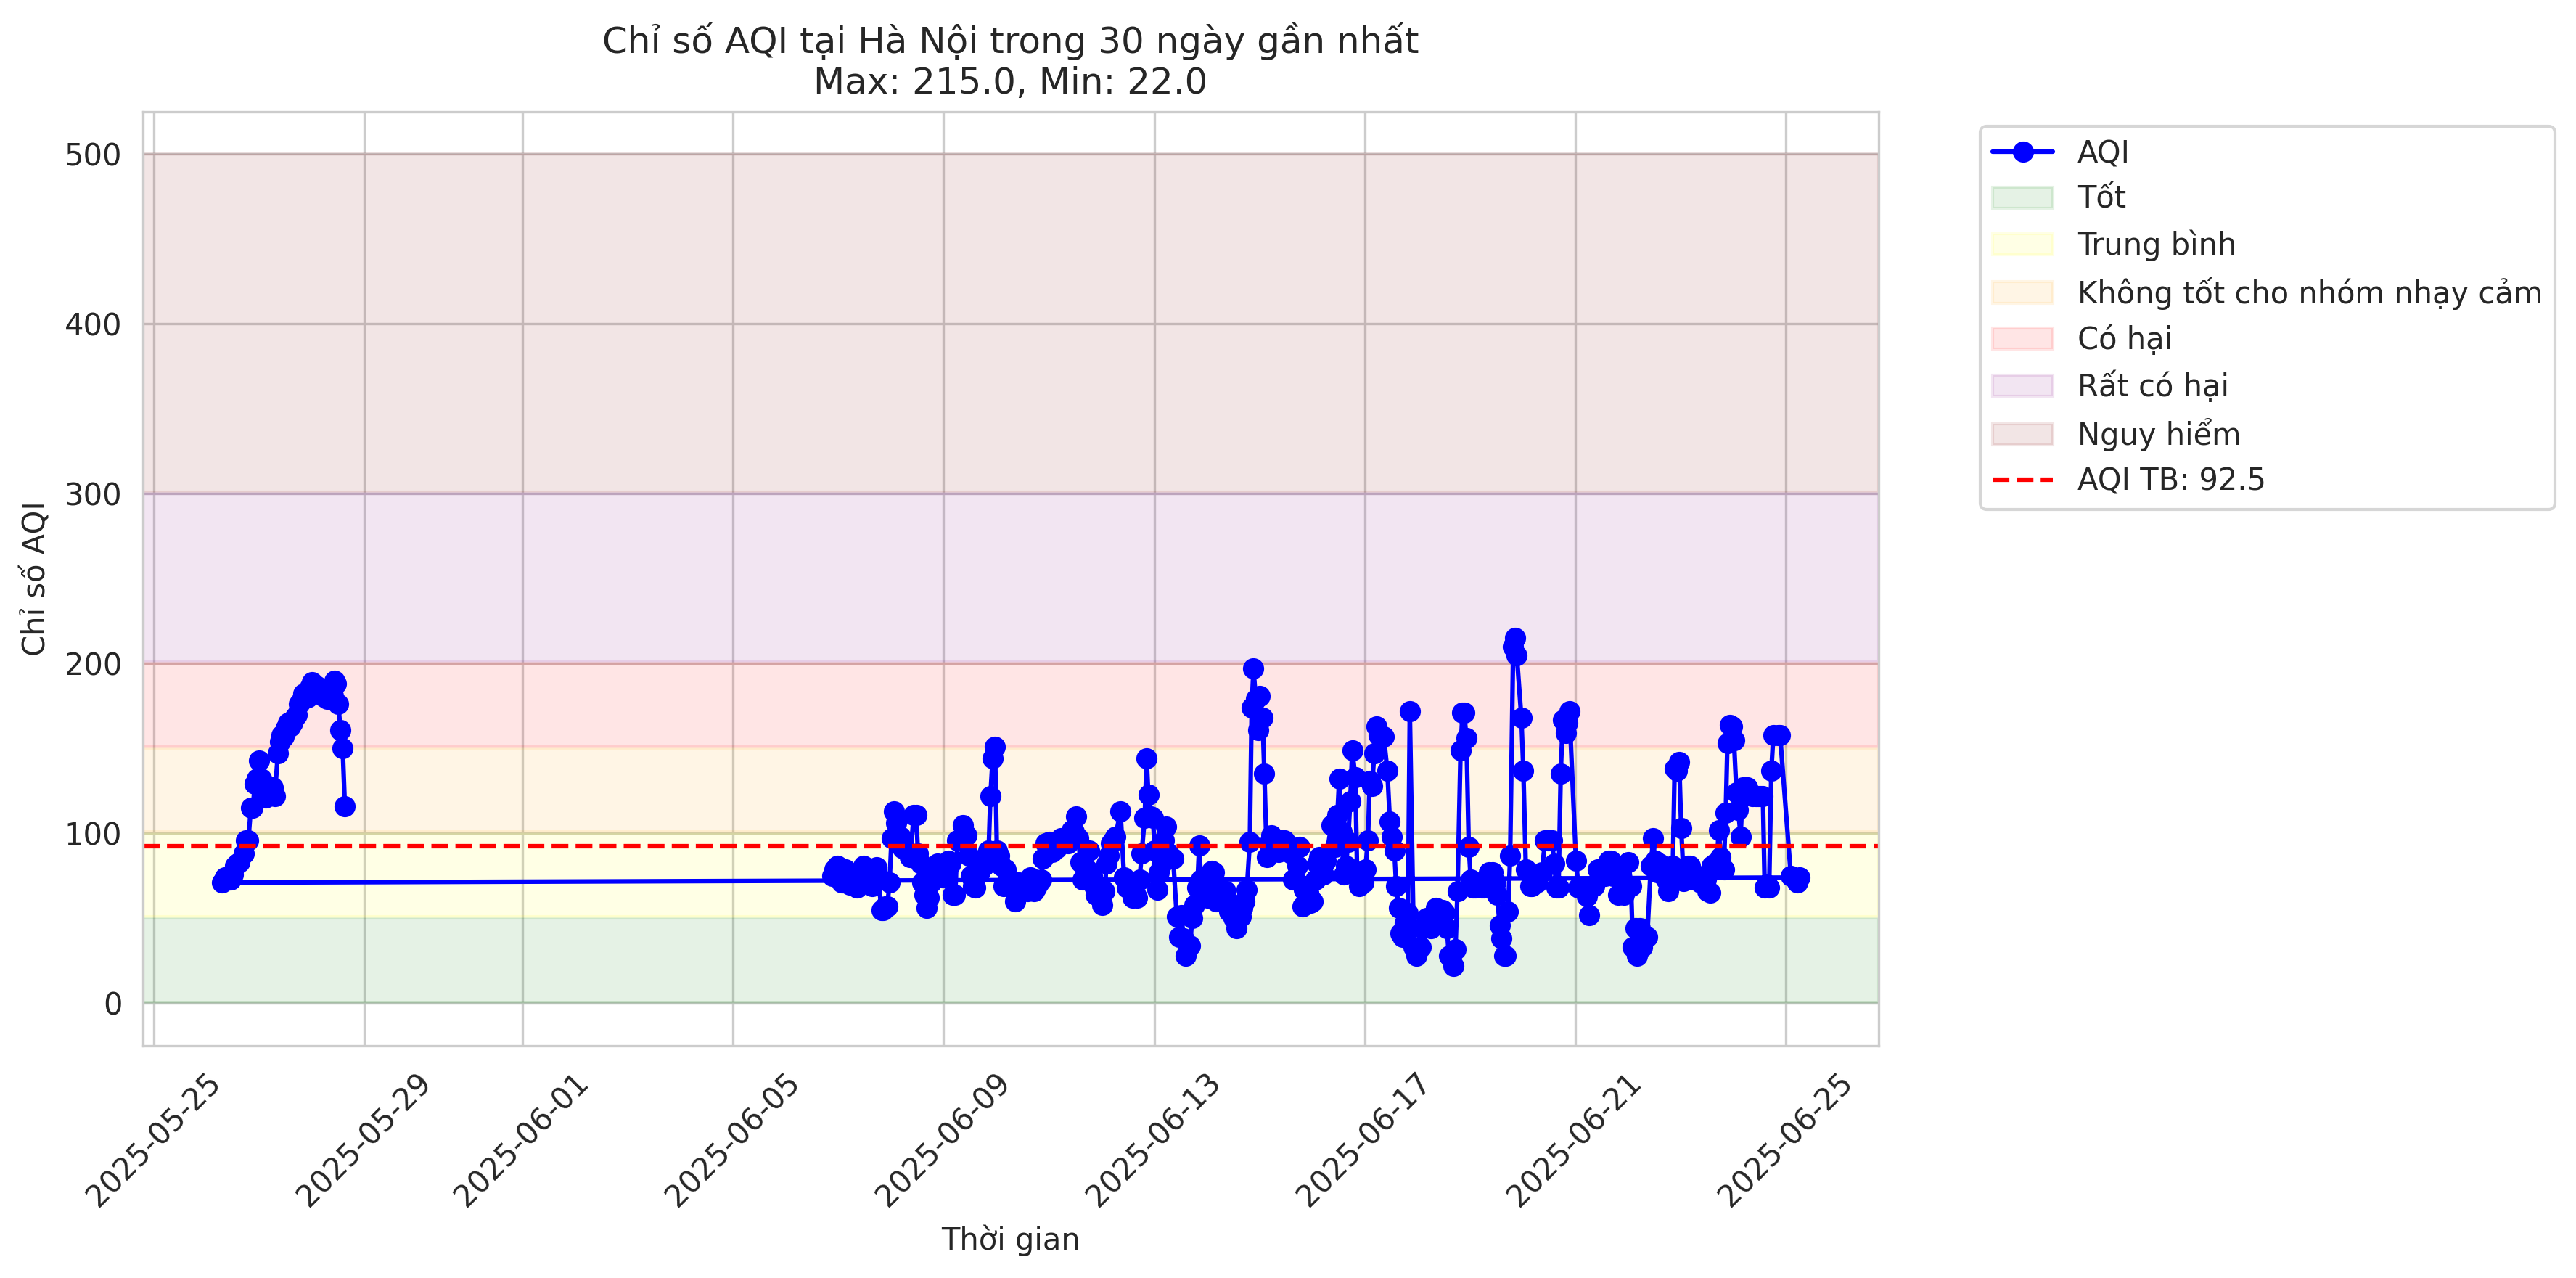 Chỉ số AQI tại Hà Nội trong 30 ngày gần nhất
Max: 215.0, Min: 22.0
Chỉ số AQI
500
400
300
200
100
0
2025-05-25
2025-05-29
2025-06-01
2025-06-05
2025-06-09
2025-06-13
2025-06-17
2025-06-21
2025-06-25
Thời gian
AQI
Tốt
Trung bình
Không tốt cho nhóm nhạy cảm
Có hại
Rất có hại
Nguy hiểm
AQI TB: 92.5